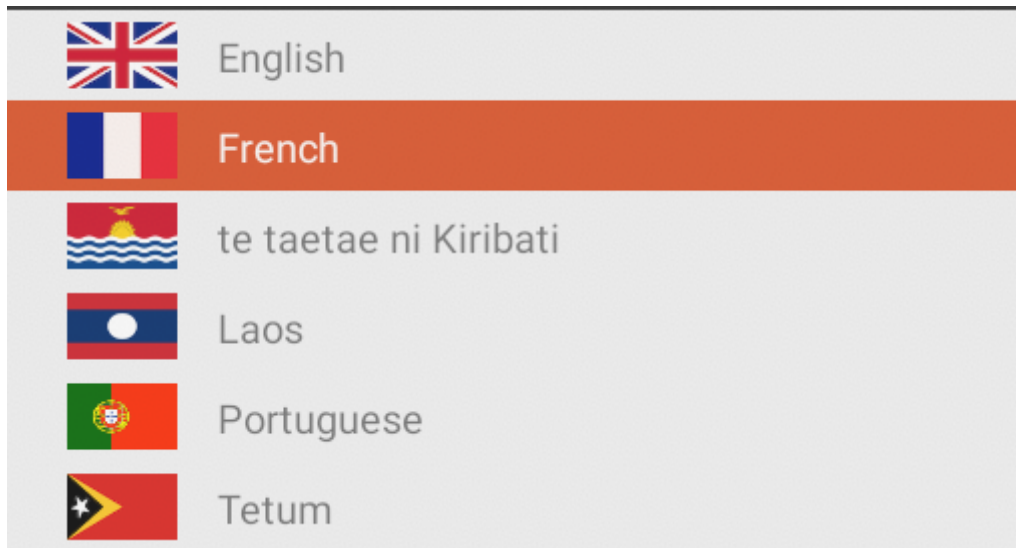 English
French
te taetae ni Kiribati
Laos
Portuguese
Tetum